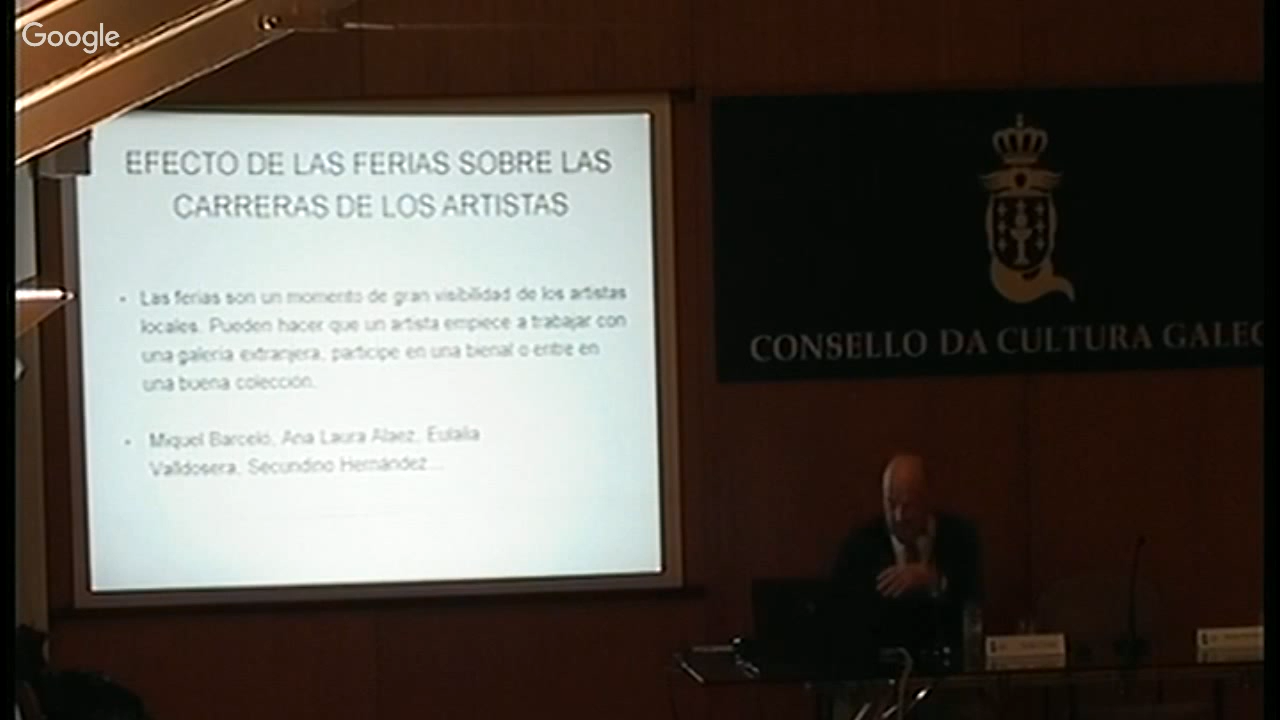 Google
EFECTO DE LAS FERIAS SOBRE LAS
CARRERAS DE LOS ARTISTAS
• Las ferias son un momento de gran visibilidad de los artistas
locales. Pueden hacer que un artista empiece a trabajar con
una galería extranjera, participe en una bienal o entre en
una buena colección.
• Miquel Barceló, Ana Laura Alaez, Eulalia
Valldosera, Secundino Hernández...
CONSELLO DA CULTURA GALEG